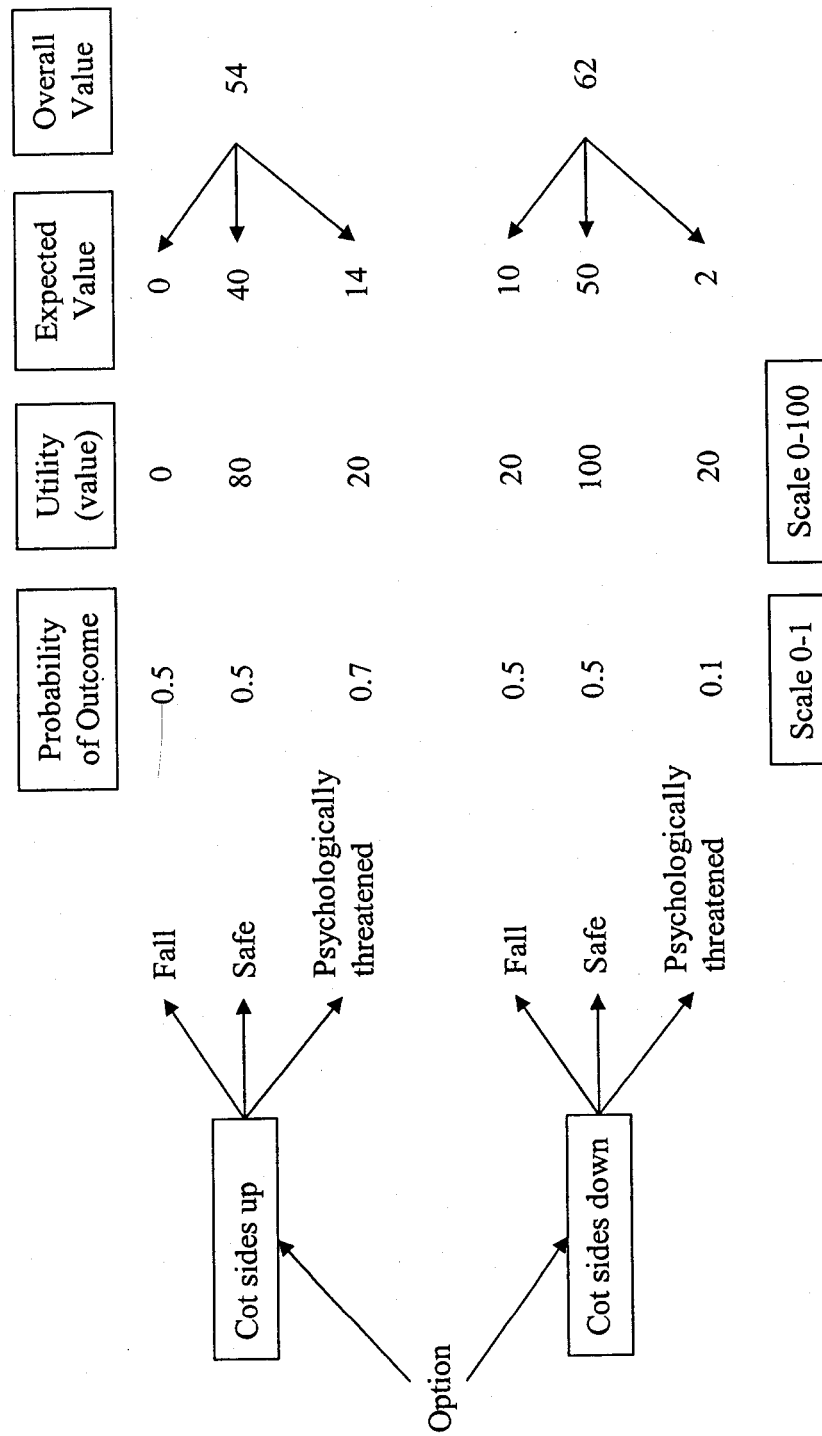 Probability
of Outcome
Utility
(value)
Expected
Value
Overall
Value
Option
Cot sides up
Fall
0.5
0
0
Safe
0.5
80
40
54
Psychologically
threatened
0.7
20
14
Cot sides down
Fall
0.5
20
10
Safe
0.5
100
50
62
Psychologically
threatened
0.1
20
2
Scale 0-1
Scale 0-100